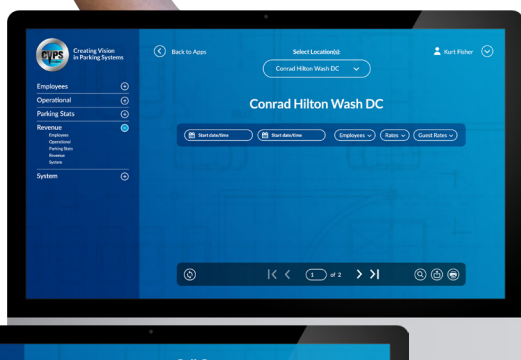 CVPS
Creating Vision
in Parking Systems
Back to Apps
Select Location(s):
Conrad Hilton Wash DC
Kurt Fisher
Employees
Operational
Parking Stats
Revenue
Employees
Operational
Parking Stats
Revenue
System
System
Conrad Hilton Wash DC
Start date/time
Start date/time
Employees
Rates
Guest Rates
1 of 2